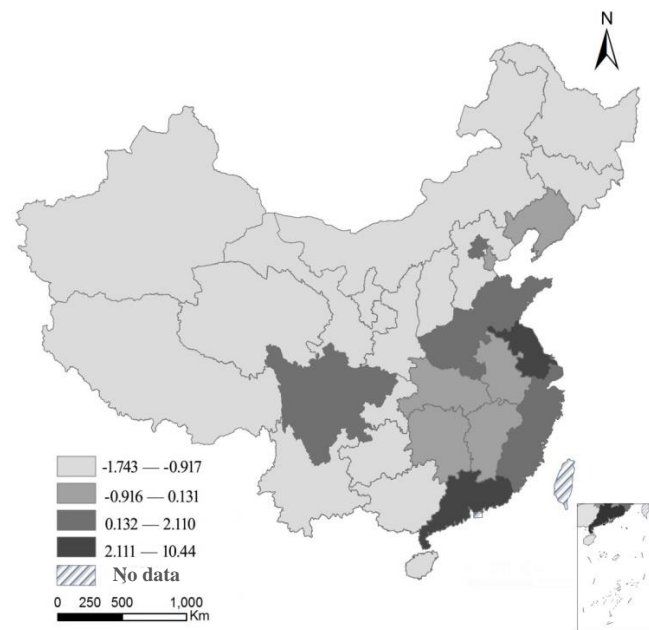 N
-1.743 — -0.917
-0.916 — 0.131
0.132 — 2.110
2.111 — 10.44
No data
0 250 500 1,000
Km